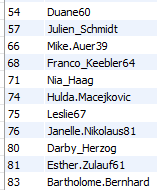 54 Duane60
57 Julien_Schmidt
66 Mike.Auer39
68 Franco_Keebler64
71 Nia_Haag
74 Hulda.Macejkovic
75 Leslie67
76 Janelle.Nikolaus81
80 Darby_Herzog
81 Esther.Zulauf61
83 Bartholome.Bernhard